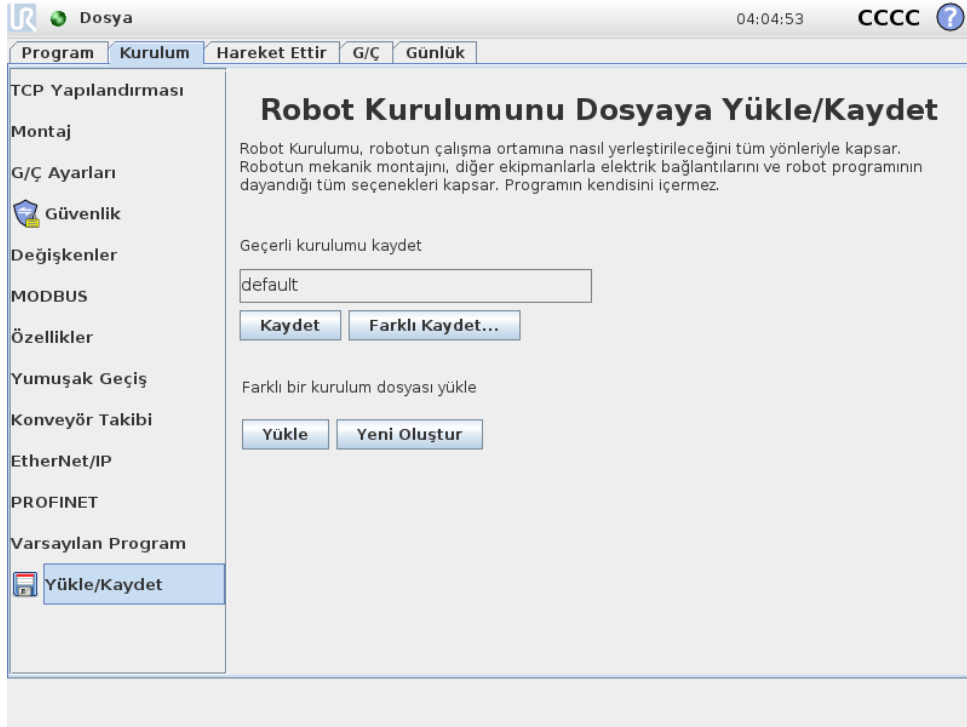 UR Dosya 04:04:53 CCCC ?
Program Kurulum Hareket Ettir G/Ç Günlük
TCP Yapılandırması
Montaj
G/Ç Ayarları
Güvenlik
Değişkenler
MODBUS
Özellikler
Yumuşak Geçiş
Konveyör Takibi
EtherNet/IP
PROFINET
Varsayılan Program
Yükle/Kaydet
Robot Kurulumunu Dosyaya Yükle/Kaydet
Robot Kurulumu, robotun çalışma ortamına nasıl yerleştirileceğini tüm yönleriyle kapsar.
Robotun mekanik montajını, diğer ekipmanlarla elektrik bağlantılarını ve robot programının
dayandığı tüm seçenekleri kapsar. Programın kendisini içermez.
Geçerli kurulumu kaydet
default
Kaydet Farklı Kaydet...
Farklı bir kurulum dosyası yükle
Yükle Yeni Oluştur